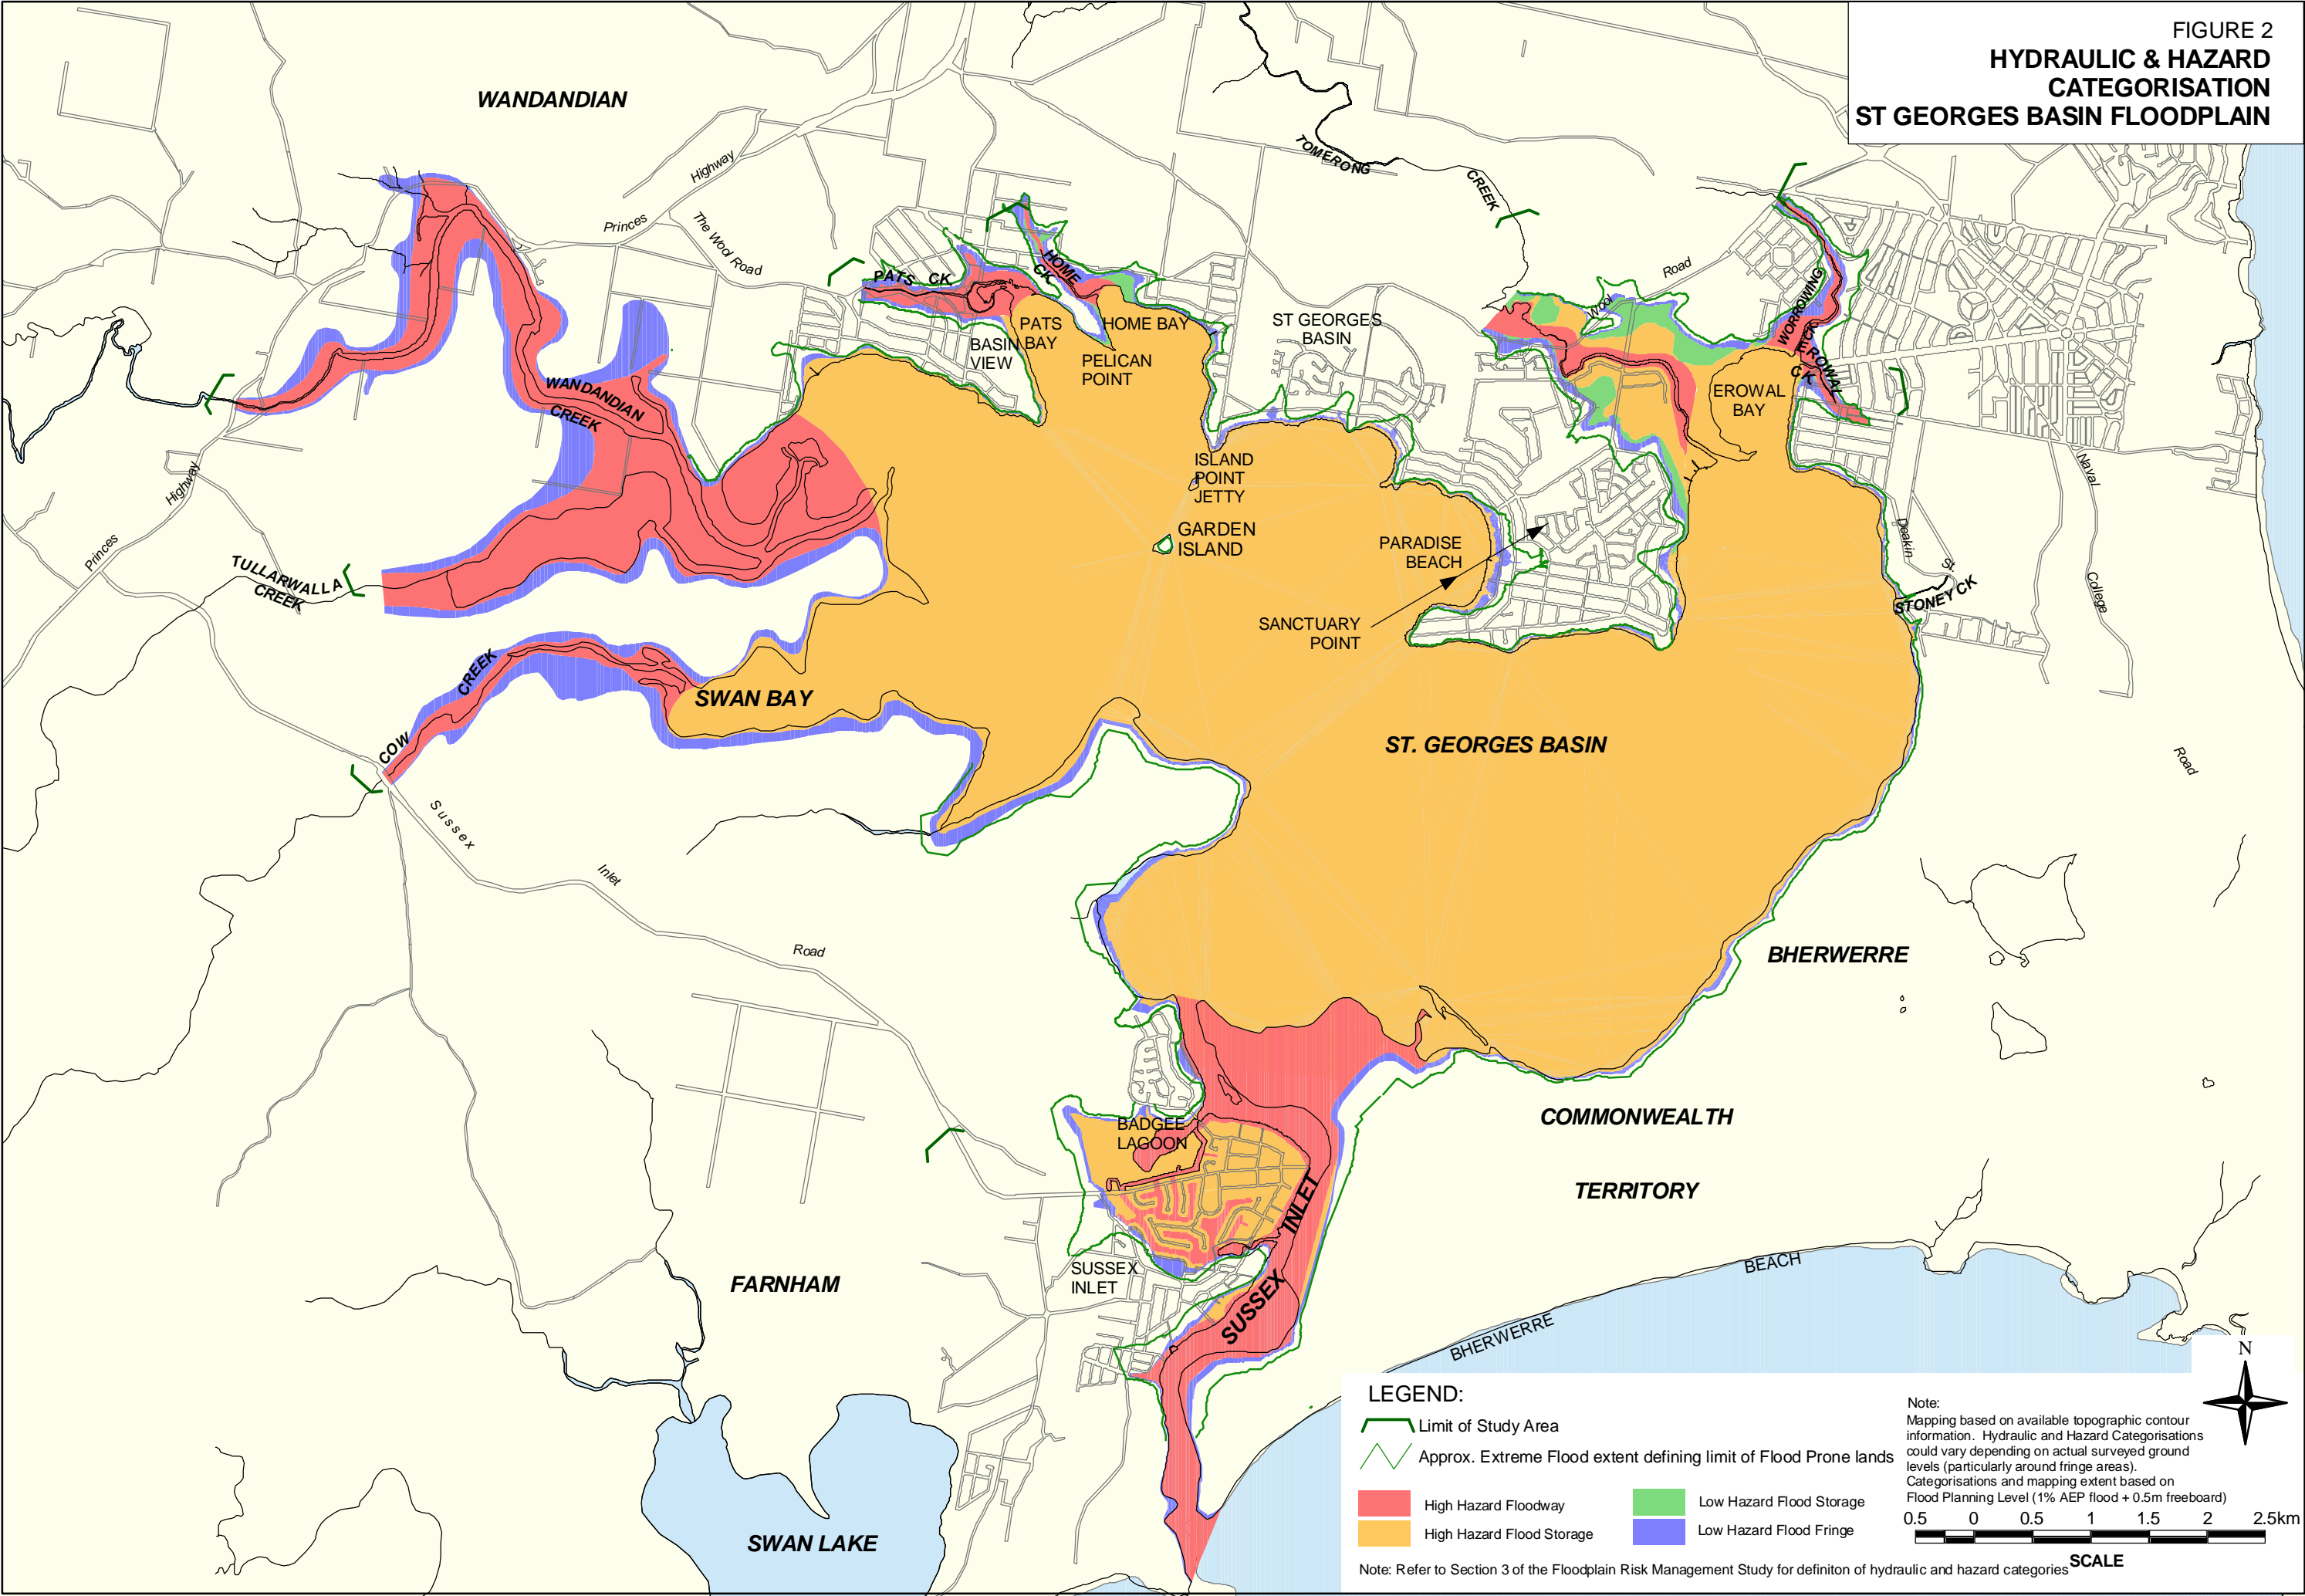 FIGURE 2
HYDRAULIC & HAZARD
CATEGORISATION
ST GEORGES BASIN FLOODPLAIN
WANDANDIAN
TOMERONG
CREEK
Highway
Princes
The Wool Road
PATS CK
HOME
CK
Road
Wool
WORROWING
CK
EROWAL
CK
PATS
BAY
HOME BAY
BASIN
VIEW
PELICAN
POINT
ST GEORGES
BASIN
EROWAL
BAY
WANDANDIAN
CREEK
ISLAND
POINT
JETTY
GARDEN
ISLAND
PARADISE
BEACH
SANCTUARY
POINT
Highway
Princes
TULLARWALLA
CREEK
Naval
College
Road
Deakin
St.
STONEY CK
COW
CREEK
SWAN BAY
ST. GEORGES BASIN
Sussex
Inlet
Road
BHERWERRE
COMMONWEALTH
TERRITORY
BADGEE
LAGOON
SUSSEX
INLET
SUSSEX
INLET
FARNHAM
BHERWERRE
BEACH
SWAN LAKE
N
LEGEND:
Limit of Study Area
Approx. Extreme Flood extent defining limit of Flood Prone lands
High Hazard Floodway
High Hazard Flood Storage
Low Hazard Flood Storage
Low Hazard Flood Fringe
Note:
Mapping based on available topographic contour
information. Hydraulic and Hazard Categorisations
could vary depending on actual surveyed ground
levels (particularly around fringe areas).
Categorisations and mapping extent based on
Flood Planning Level (1% AEP flood + 0.5m freeboard)
0.5 0 0.5 1 1.5 2 2.5km
SCALE
Note: Refer to Section 3 of the Floodplain Risk Management Study for definiton of hydraulic and hazard categories